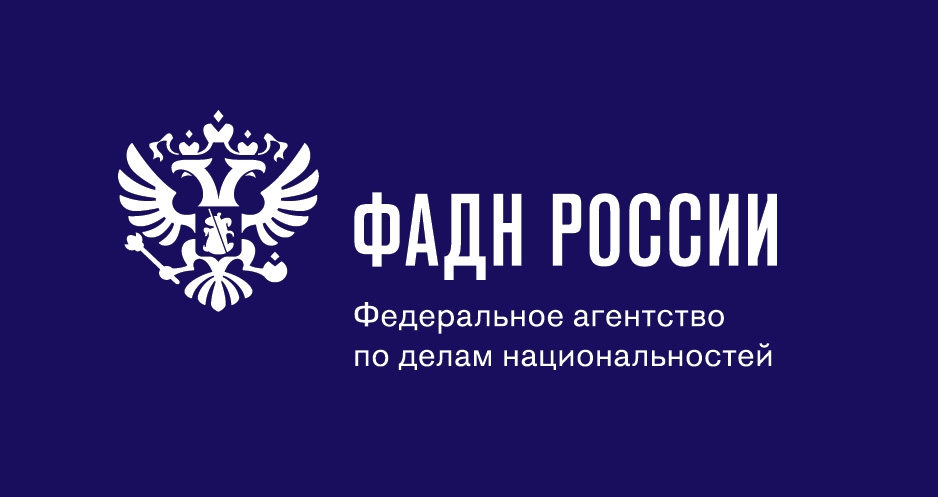 ФАДН РОССИИ
Федеральное агентство
по делам национальностей